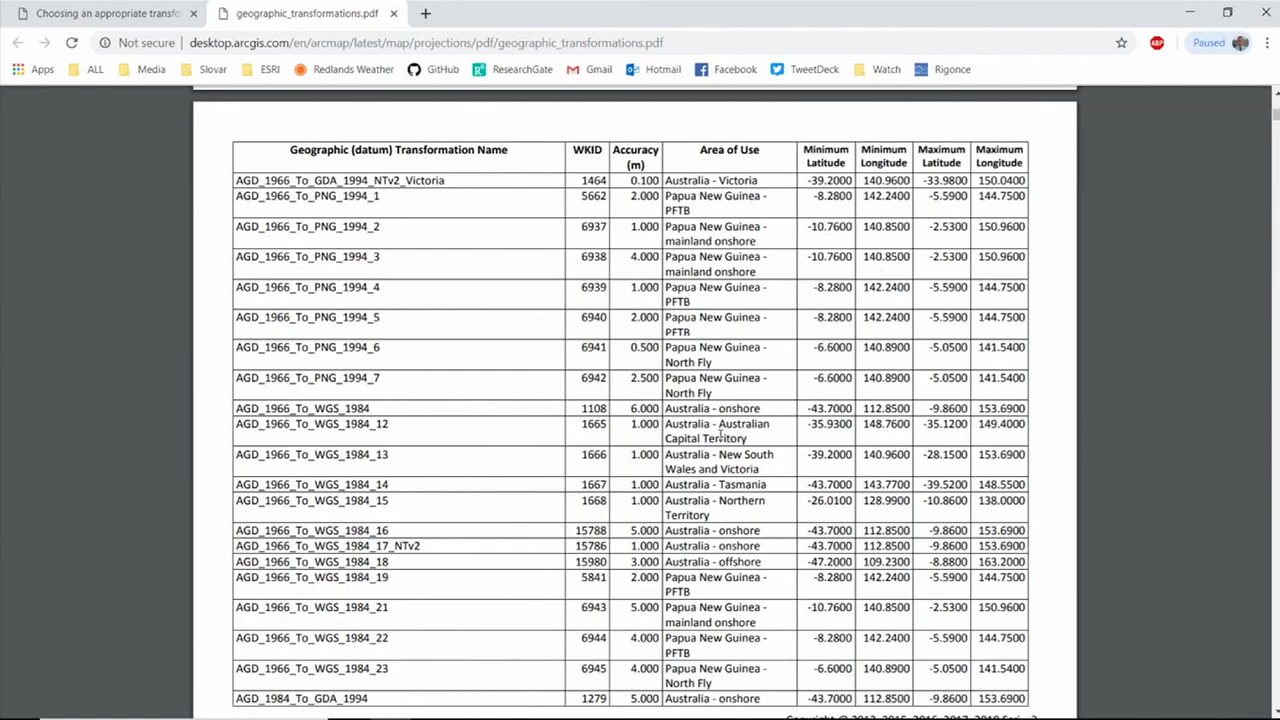 Choosing an appropriate transfo
geographic_transformations.pdf
Not secure | desktop.arcgis.com/en/arcmap/latest/map/projections/pdf/geographic_transformations.pdf
ABP
Paused
Apps ALL Media Slovar ESRI Redlands Weather GitHub ResearchGate Gmail Hotmail Facebook TweetDeck Watch Rigonce
Geographic (datum) Transformation Name WKID Accuracy (m) Area of Use Minimum Latitude Minimum Longitude Maximum Latitude Maximum Longitude
AGD_1966_To_GDA_1994_NTv2_Victoria 1464 0.100 Australia - Victoria -39.2000 140.9600 -33.9800 150.0400
AGD_1966_To_PNG_1994_1 5662 2.000 Papua New Guinea - -8.2800 142.2400 -5.5900 144.7500
PFTB
AGD_1966_To_PNG_1994_2 6937 1.000 Papua New Guinea - -10.7600 140.8500 -2.5300 150.9600
mainland onshore
AGD_1966_To_PNG_1994_3 6938 4.000 Papua New Guinea - -10.7600 140.8500 -2.5300 150.9600
mainland onshore
AGD_1966_To_PNG_1994_4 6939 1.000 Papua New Guinea - -8.2800 142.2400 -5.5900 144.7500
PFTB
AGD_1966_To_PNG_1994_5 6940 2.000 Papua New Guinea - -8.2800 142.2400 -5.5900 144.7500
PFTB
AGD_1966_To_PNG_1994_6 6941 0.500 Papua New Guinea - -6.6000 140.8900 -5.0500 141.5400
North Fly
AGD_1966_To_PNG_1994_7 6942 2.500 Papua New Guinea - -6.6000 140.8900 -5.0500 141.5400
North Fly
AGD_1966_To_WGS_1984 1108 6.000 Australia - onshore -43.7000 112.8500 -9.8600 153.6900
AGD_1966_To_WGS_1984_12 1665 1.000 Australia - Australian -35.9300 148.7600 -35.1200 149.4000
Capital Territory
AGD_1966_To_WGS_1984_13 1666 1.000 Australia - New South -39.2000 140.9600 -28.1500 153.6900
Wales and Victoria
AGD_1966_To_WGS_1984_14 1667 1.000 Australia - Tasmania -43.7000 143.7700 -39.5200 148.5500
AGD_1966_To_WGS_1984_15 1668 1.000 Australia - Northern -26.0100 128.9900 -10.8600 138.0000
Territory
AGD_1966_To_WGS_1984_16 15788 5.000 Australia - onshore -43.7000 112.8500 -9.8600 153.6900
AGD_1966_To_WGS_1984_17_NTv2 15786 1.000 Australia - onshore -43.7000 112.8500 -9.8600 153.6900
AGD_1966_To_WGS_1984_18 15980 3.000 Australia - offshore -47.2000 109.2300 -8.8800 163.2000
AGD_1966_To_WGS_1984_19 5841 2.000 Papua New Guinea - -8.2800 142.2400 -5.5900 144.7500
PFTB
AGD_1966_To_WGS_1984_21 6943 5.000 Papua New Guinea - -10.7600 140.8500 -2.5300 150.9600
mainland onshore
AGD_1966_To_WGS_1984_22 6944 4.000 Papua New Guinea - -8.2800 142.2400 -5.5900 144.7500
PFTB
AGD_1966_To_WGS_1984_23 6945 4.000 Papua New Guinea - -6.6000 140.8900 -5.0500 141.5400
North Fly
AGD_1984_To_GDA_1994 1279 5.000 Australia - onshore -43.7000 112.8500 -9.8600 153.6900